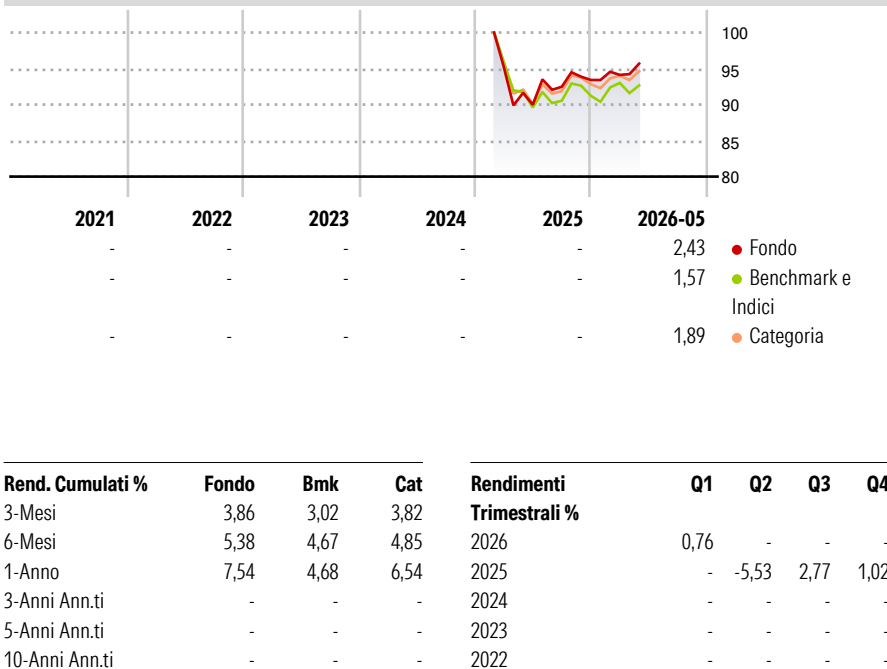 100
95
90
85
80
2021 2022 2023 2024 2025 2026-05
- - - - - 2,43 Fondo
- - - - - 1,57 Benchmark e
Indici
- - - - - 1,89 Categoria
Rend. Cumulati % Fondo Bmk Cat
3-Mesi 3,86 3,02 3,82
6-Mesi 5,38 4,67 4,85
1-Anno 7,54 4,68 6,54
3-Anni Ann.ti - - -
5-Anni Ann.ti - - -
10-Anni Ann.ti - - -
Rendimenti Q1 Q2 Q3 Q4
Trimestrali %
2026 0,76 - - -
2025 - -5,53 2,77 1,02
2024 - - - -
2023 - - - -
2022 - - - -